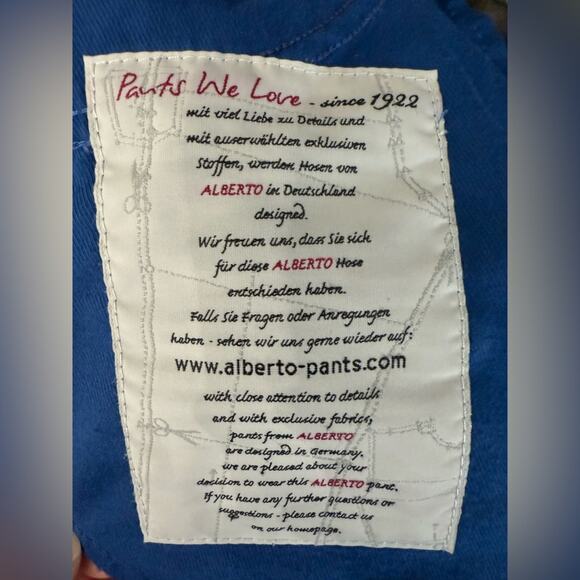 Pants We Love - since 1922
mit viel Liebe zu Details und
mit auserwählten exklusiven
Stoffen, werden Hosen von
ALBERTO in Deutschland
designed.
Wir freuen uns, dass Sie sich
für diese ALBERTO Hose
entschieden haben.
Falls Sie Fragen oder Anregungen
haben - sehen wir uns gerne wieder auf:
www.alberto-pants.com
with close attention to details
and with exclusive fabrics,
pants from ALBERTO
are designed in Germany.
we are pleased about your
decision to wear this ALBERTO pant.
If you have any further questions or
suggestions - please contact us
on our homepage.